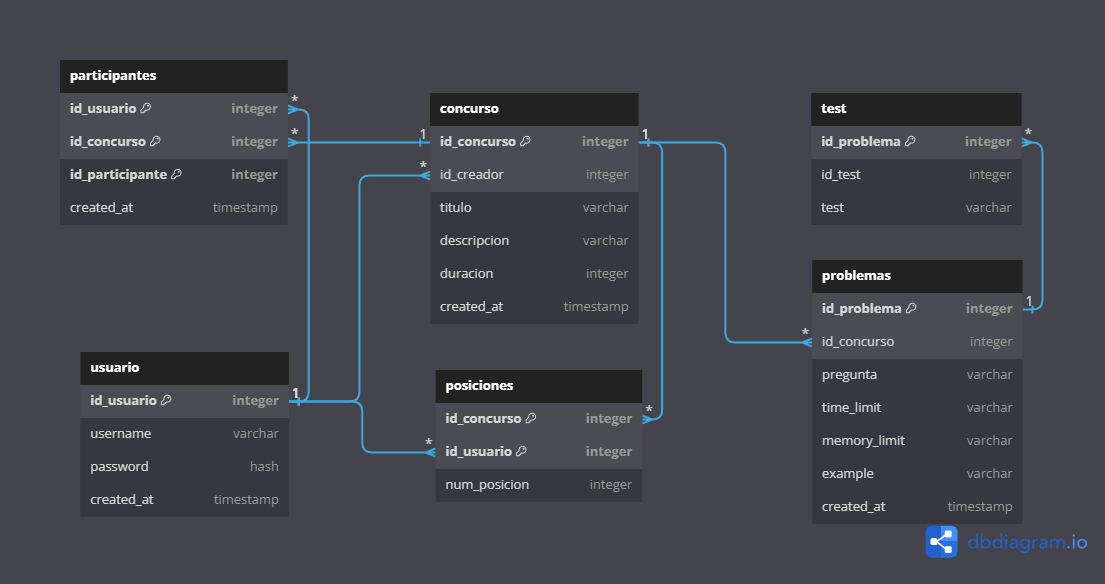 participantes
id_usuario integer *
id_concurso integer *
id_participante integer
created_at timestamp
usuario
id_usuario integer 1
username varchar
password hash
created_at timestamp
concurso
1 id_concurso integer 1
* id_creador integer
titulo varchar
descripcion varchar
duracion integer
created_at timestamp
posiciones
id_concurso integer *
* id_usuario integer
num_posicion integer
test
id_problema integer *
id_test integer
test varchar
problemas
id_problema integer 1
* id_concurso integer
pregunta varchar
time_limit varchar
memory_limit varchar
example varchar
created_at timestamp
dbdiagram.io